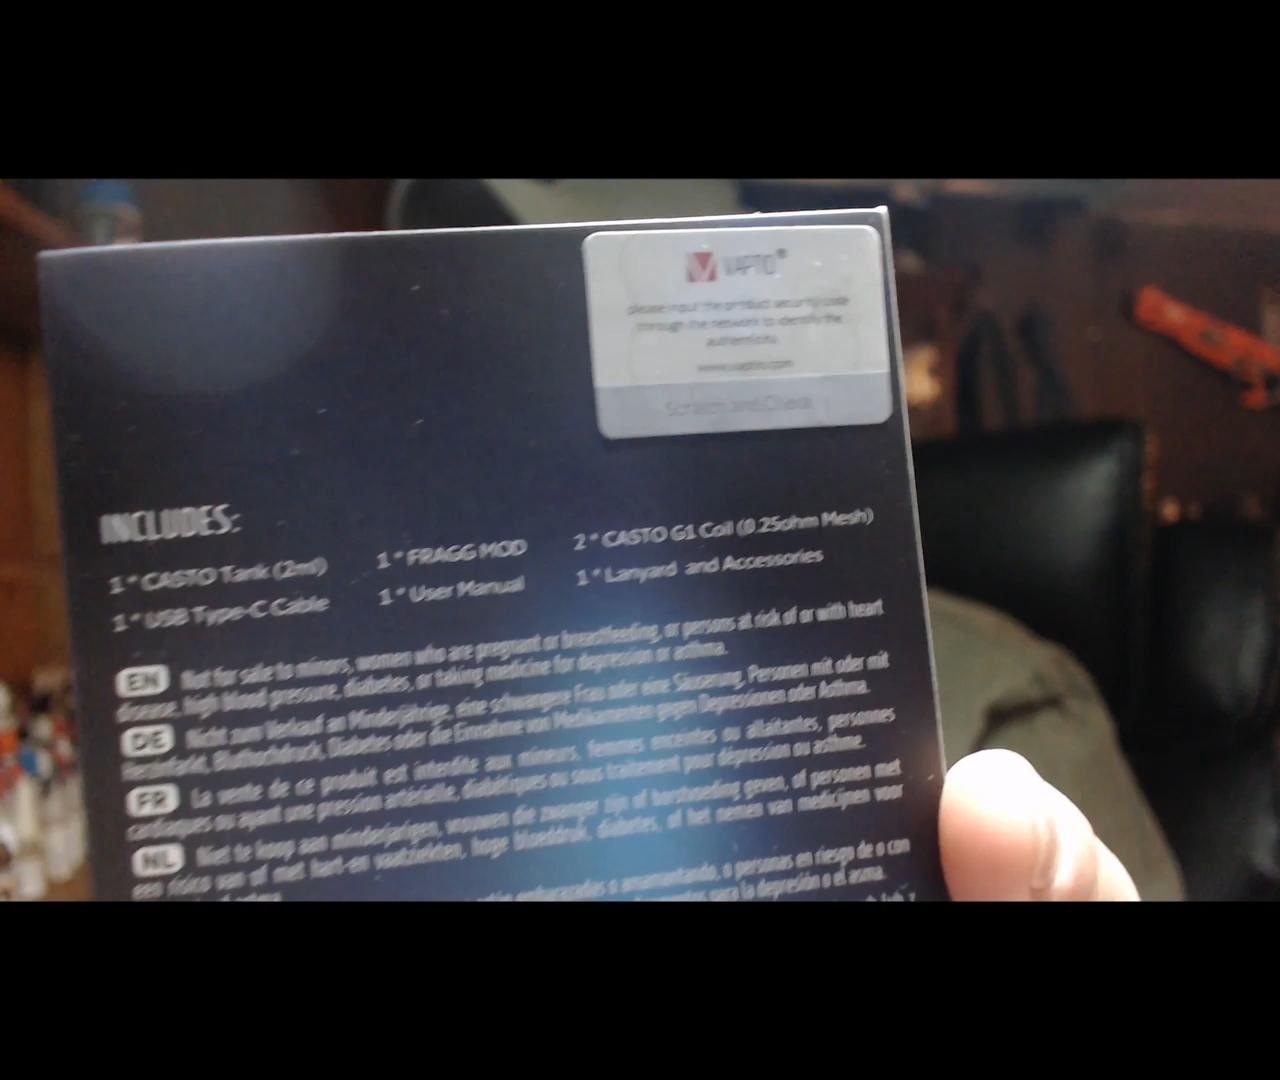 VAPTO®
please input the product security code
through the network to identify the
authenticity.
www.vapto.com
Scratch and Check
INCLUDES:
1 * CASTO Tank (2ml) 1 * FRAGG MOD 2 * CASTO G1 Coil (0.25ohm Mesh)
1 * USB Type-C Cable 1 * User Manual 1 * Lanyard and Accessories
EN Not for sale to minors, women who are pregnant or breastfeeding, or persons at risk of or with heart
disease, high blood pressure, diabetes, or taking medicine for depression or asthma.
DE Nicht zum Verkauf an Minderjährige, eine schwangere Frau oder eine Säugerung, Personen mit oder mit
Bluthochdruck, Diabetes oder die Einnahme von Medikamenten gegen Depressionen oder Asthma.
FR La vente de ce produit est interdite aux mineurs, femmes enceintes ou allaitantes, personnes
cardiaques ou ayant une pression artérielle, diabétiques ou sous traitement pour dépression ou asthme.
NL Niet te koop aan minderjarigen, vrouwen die zwanger zijn of borstvoeding geven, of personen met
een risico van of met hart-en vaatziekten, hoge bloeddruk, diabetes, of het nemen van medicijnen voor
embarazadas o amamantando, o personas en riesgo de o con
para la depresión o el asma.